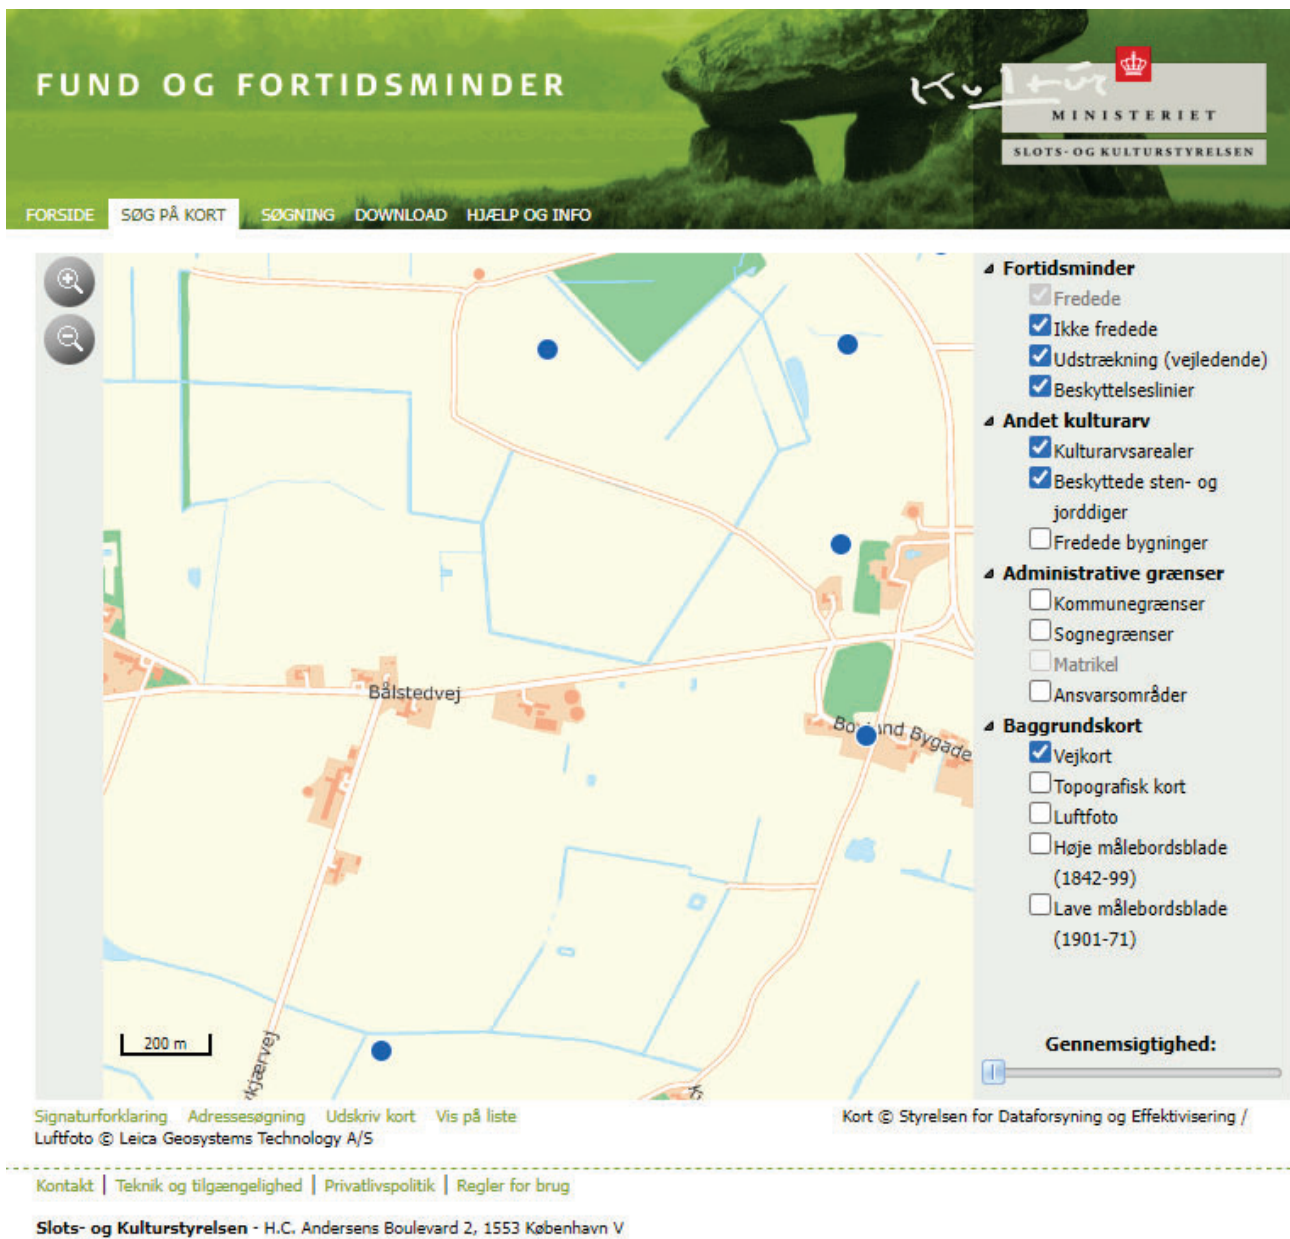 FUND OG FORTIDSMINDER
Kultur
MINISTERIET
SLOTS- OG KULTURSTYRELSEN
FORSIDE SØG PÅ KORT SØGNING DOWNLOAD HJÆLP OG INFO
Fortidsminder
Fredede
Ikke fredede
Udstrækning (vejledende)
Beskyttelseslinier
Andet kulturarv
Kulturarvsarealer
Beskyttede sten- og
jorddiger
Fredede bygninger
Administrative grænser
Kommunegrænser
Sognegrænser
Matrikel
Ansvarsområder
Baggrundskort
Vejkort
Topografisk kort
Luftfoto
Høje målebordsblade
(1842-99)
Lave målebordsblade
(1901-71)
Gennemsigtighed:
Bålstedvej
Bygade
200 m
Signaturforklaring Adressesøgning Udskriv kort Vis på liste
Kort © Styrelsen for Dataforsyning og Effektivisering /
Luftfoto © Leica Geosystems Technology A/S
Kontakt | Teknik og tilgængelighed | Privatlivspolitik | Regler for brug
Slots- og Kulturstyrelsen - H.C. Andersens Boulevard 2, 1553 København V